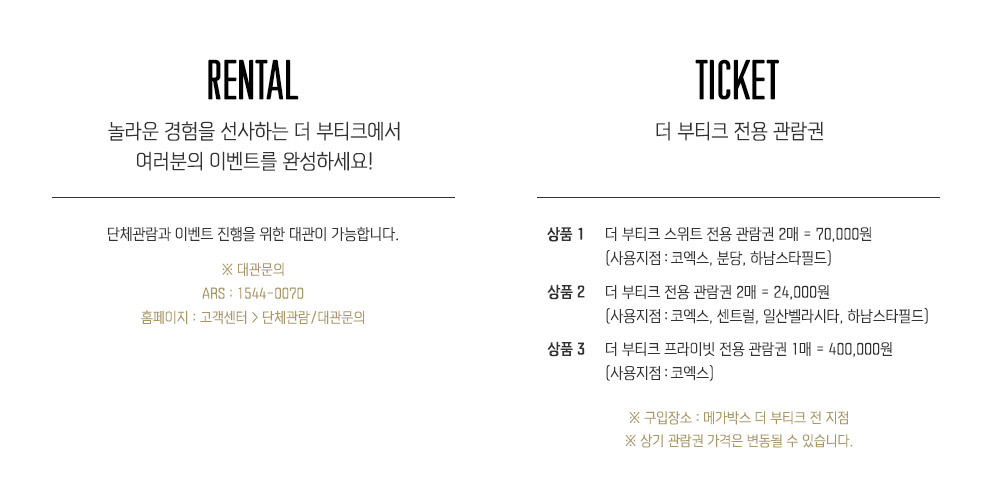 RENTAL
놀라운 경험을 선사하는 더 부티크에서
여러분의 이벤트를 완성하세요!
단체관람과 이벤트 진행을 위한 대관이 가능합니다.
※ 대관문의
ARS : 1544-0070
홈페이지 : 고객센터 > 단체관람/대관문의
TICKET
더 부티크 전용 관람권
상품 1 더 부티크 스위트 전용 관람권 2매 = 70,000원
(사용지점 : 코엑스, 분당, 하남스타필드)
상품 2 더 부티크 전용 관람권 2매 = 24,000원
(사용지점 : 코엑스, 센트럴, 일산벨라시타, 하남스타필드)
상품 3 더 부티크 프라이빗 전용 관람권 1매 = 400,000원
(사용지점 : 코엑스)
※ 구입장소 : 메가박스 더 부티크 전 지점
※ 상기 관람권 가격은 변동될 수 있습니다.